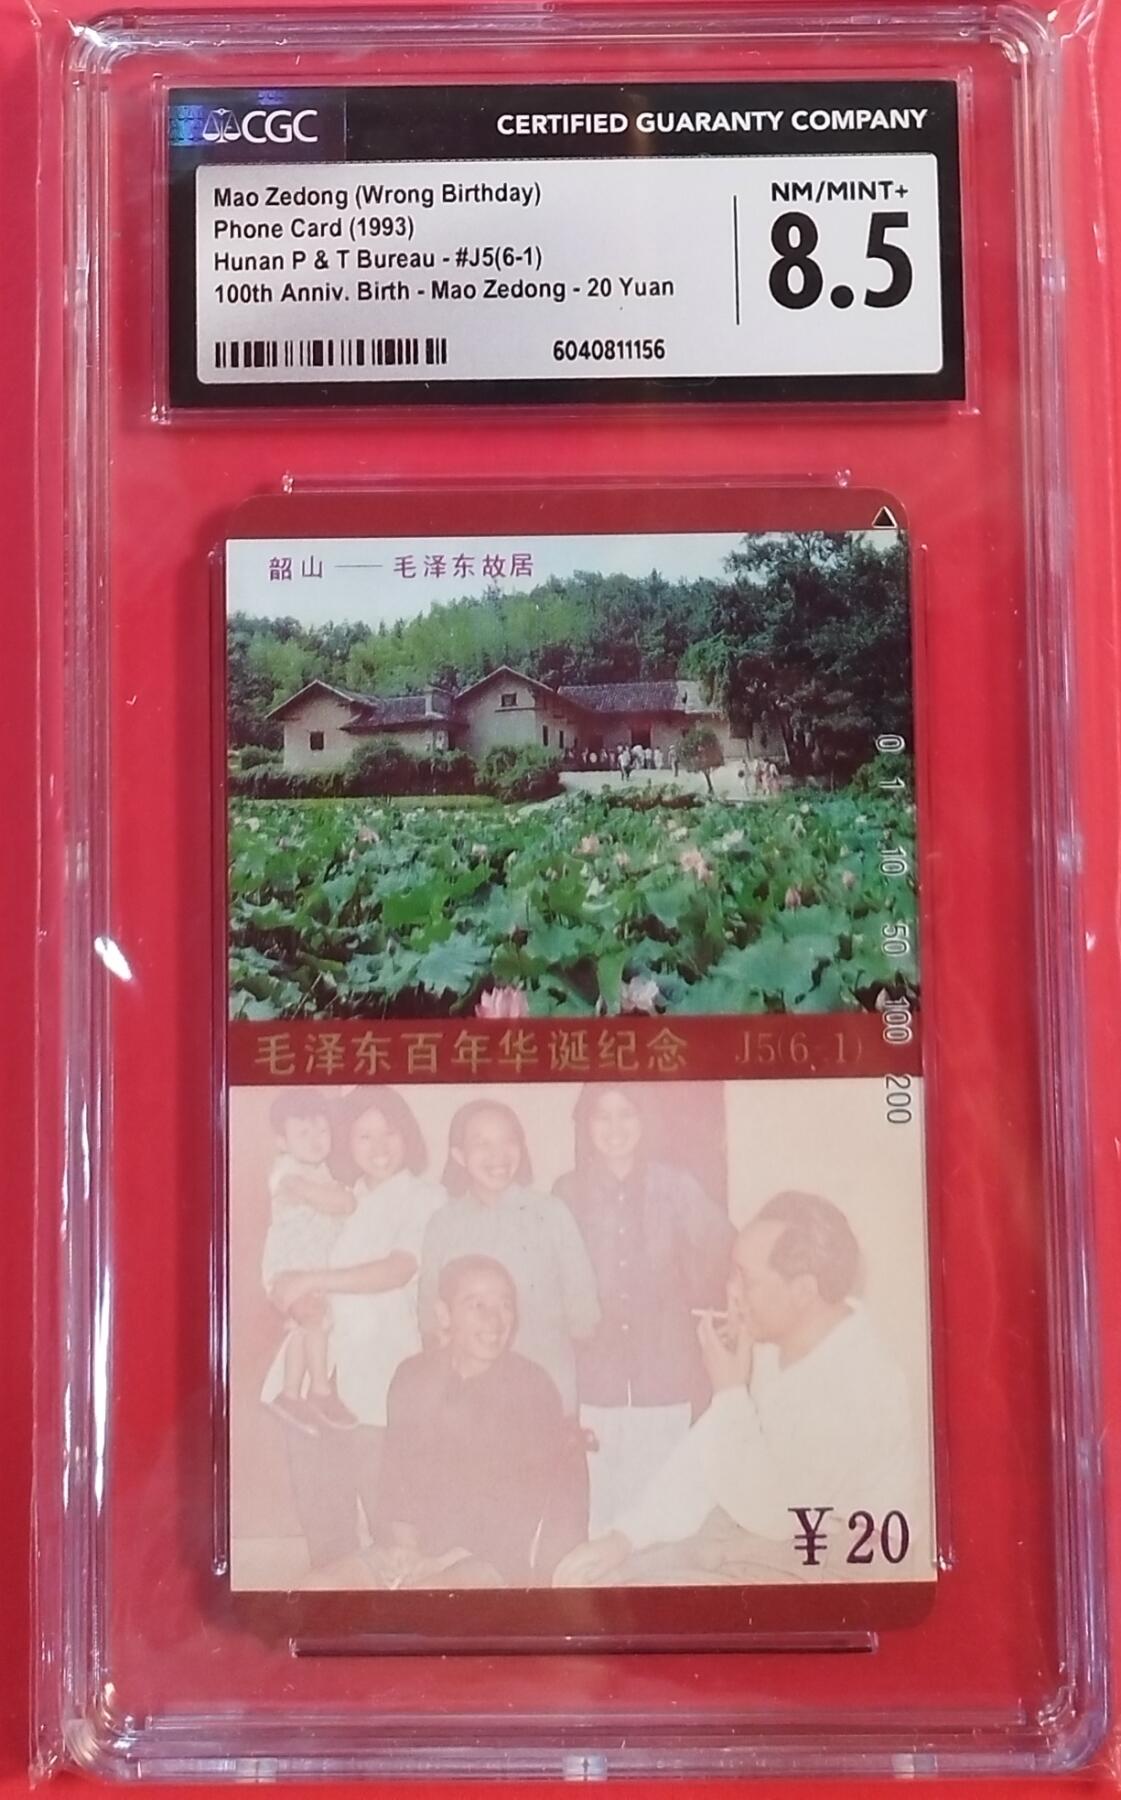 CGC
CERTIFIED GUARANTY COMPANY
Mao Zedong (Wrong Birthday)
Phone Card (1993)
Hunan P & T Bureau - #J5(6-1)
100th Anniv. Birth - Mao Zedong - 20 Yuan
6040811156
NM/MINT+
8.5
韶山——毛泽东故居
0 1 10 50 100 200
毛泽东百年华诞纪念 J5(6-1)
¥20